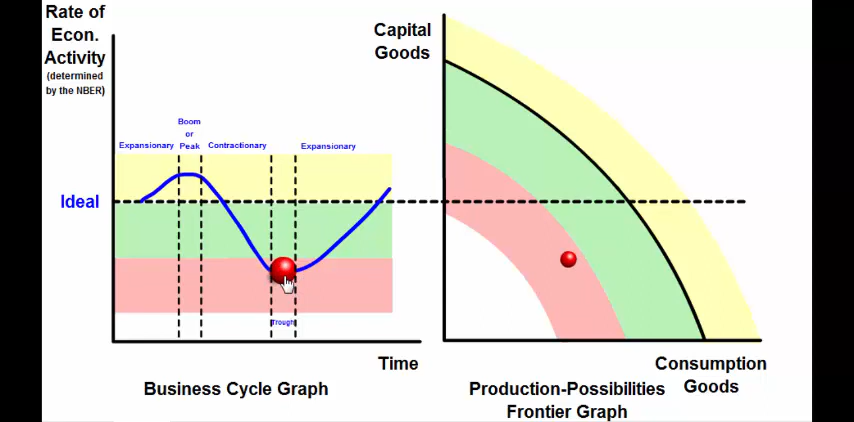 Rate of
Econ.
Activity
(determined
by the NBER)
Boom
or
Expansionary Peak Contractionary Expansionary
Ideal
Trough
Time
Business Cycle Graph
Capital
Goods
Consumption
Goods
Production-Possibilities
Frontier Graph